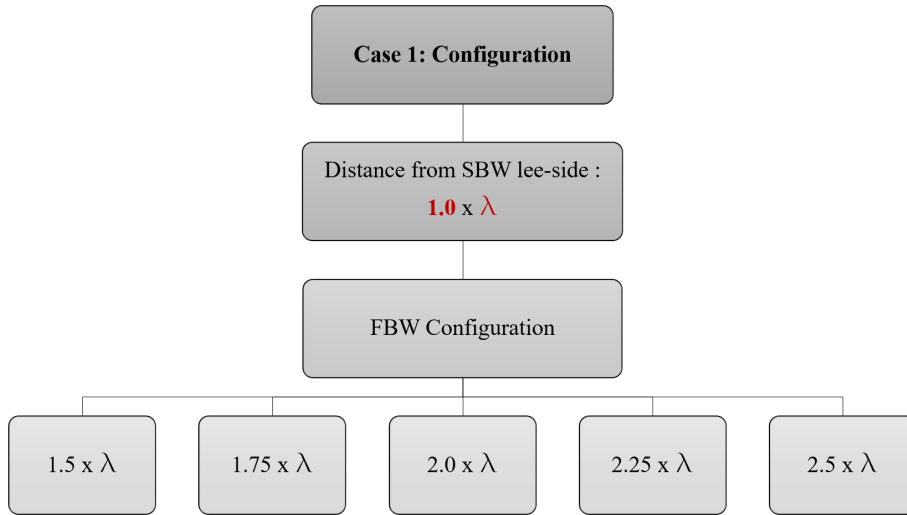 Case 1: Configuration
Distance from SBW lee-side :
1.0 x λ
FBW Configuration
1.5 x λ
1.75 x λ
2.0 x λ
2.25 x λ
2.5 x λ